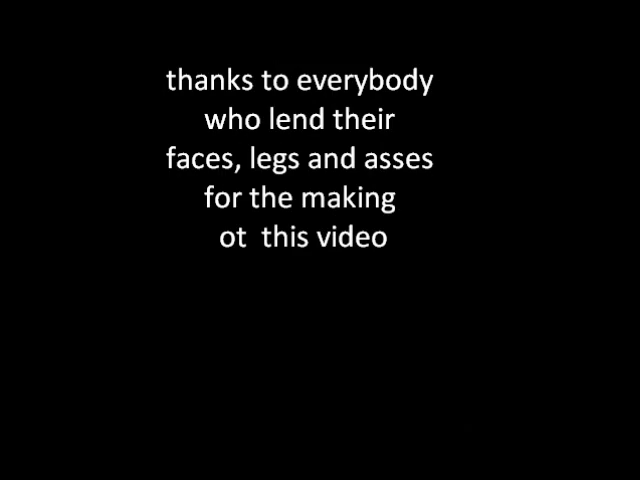 thanks to everybody
who lend their
faces, legs and asses
for the making
ot  this video